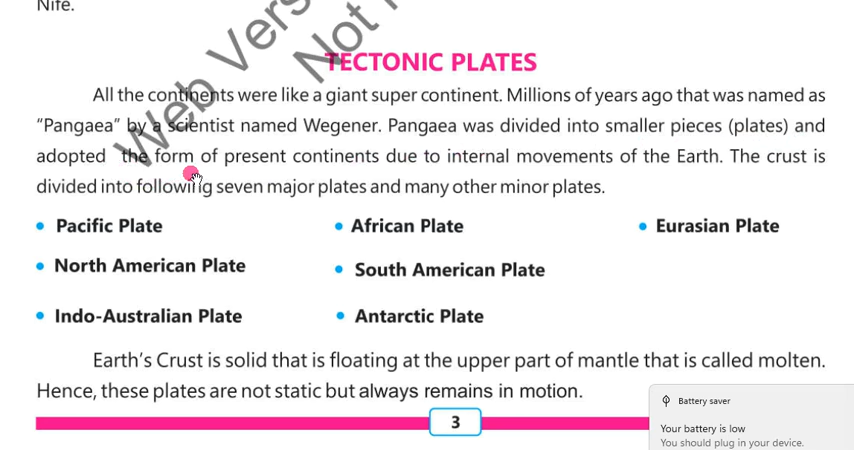 Nife.
Web Vers
Not
TECTONIC PLATES
All the continents were like a giant super continent. Millions of years ago that was named as
"Pangaea" by a scientist named Wegener. Pangaea was divided into smaller pieces (plates) and
adopted the form of present continents due to internal movements of the Earth. The crust is
divided into following seven major plates and many other minor plates.
• Pacific Plate • African Plate • Eurasian Plate
• North American Plate • South American Plate
• Indo-Australian Plate • Antarctic Plate
Earth's Crust is solid that is floating at the upper part of mantle that is called molten.
Hence, these plates are not static but always remains in motion.
3
Battery saver
Your battery is low
You should plug in your device.